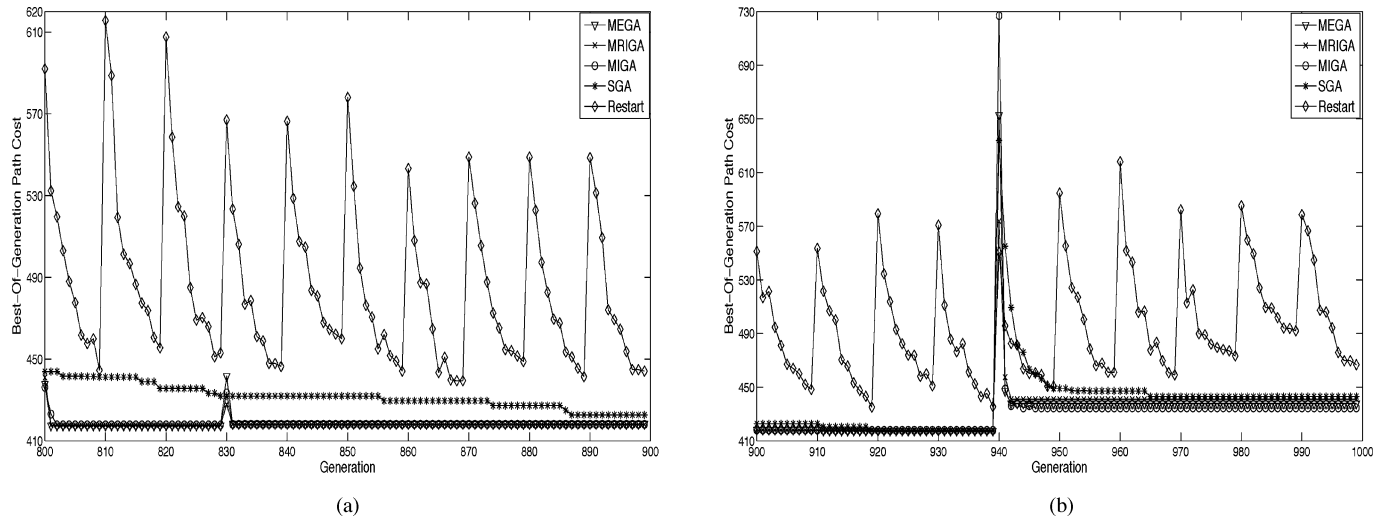 620
610
570
530
490
450
410
Best-Of-Generation Path Cost
800
810
820
830
840
850
860
870
880
890
900
Generation
MEGA
MRIGA
MIGA
SGA
Restart
(a)
730
690
650
610
570
530
490
450
410
Best-Of-Generation Path Cost
900
910
920
930
940
950
960
970
980
990
1000
Generation
MEGA
MRIGA
MIGA
SGA
Restart
(b)